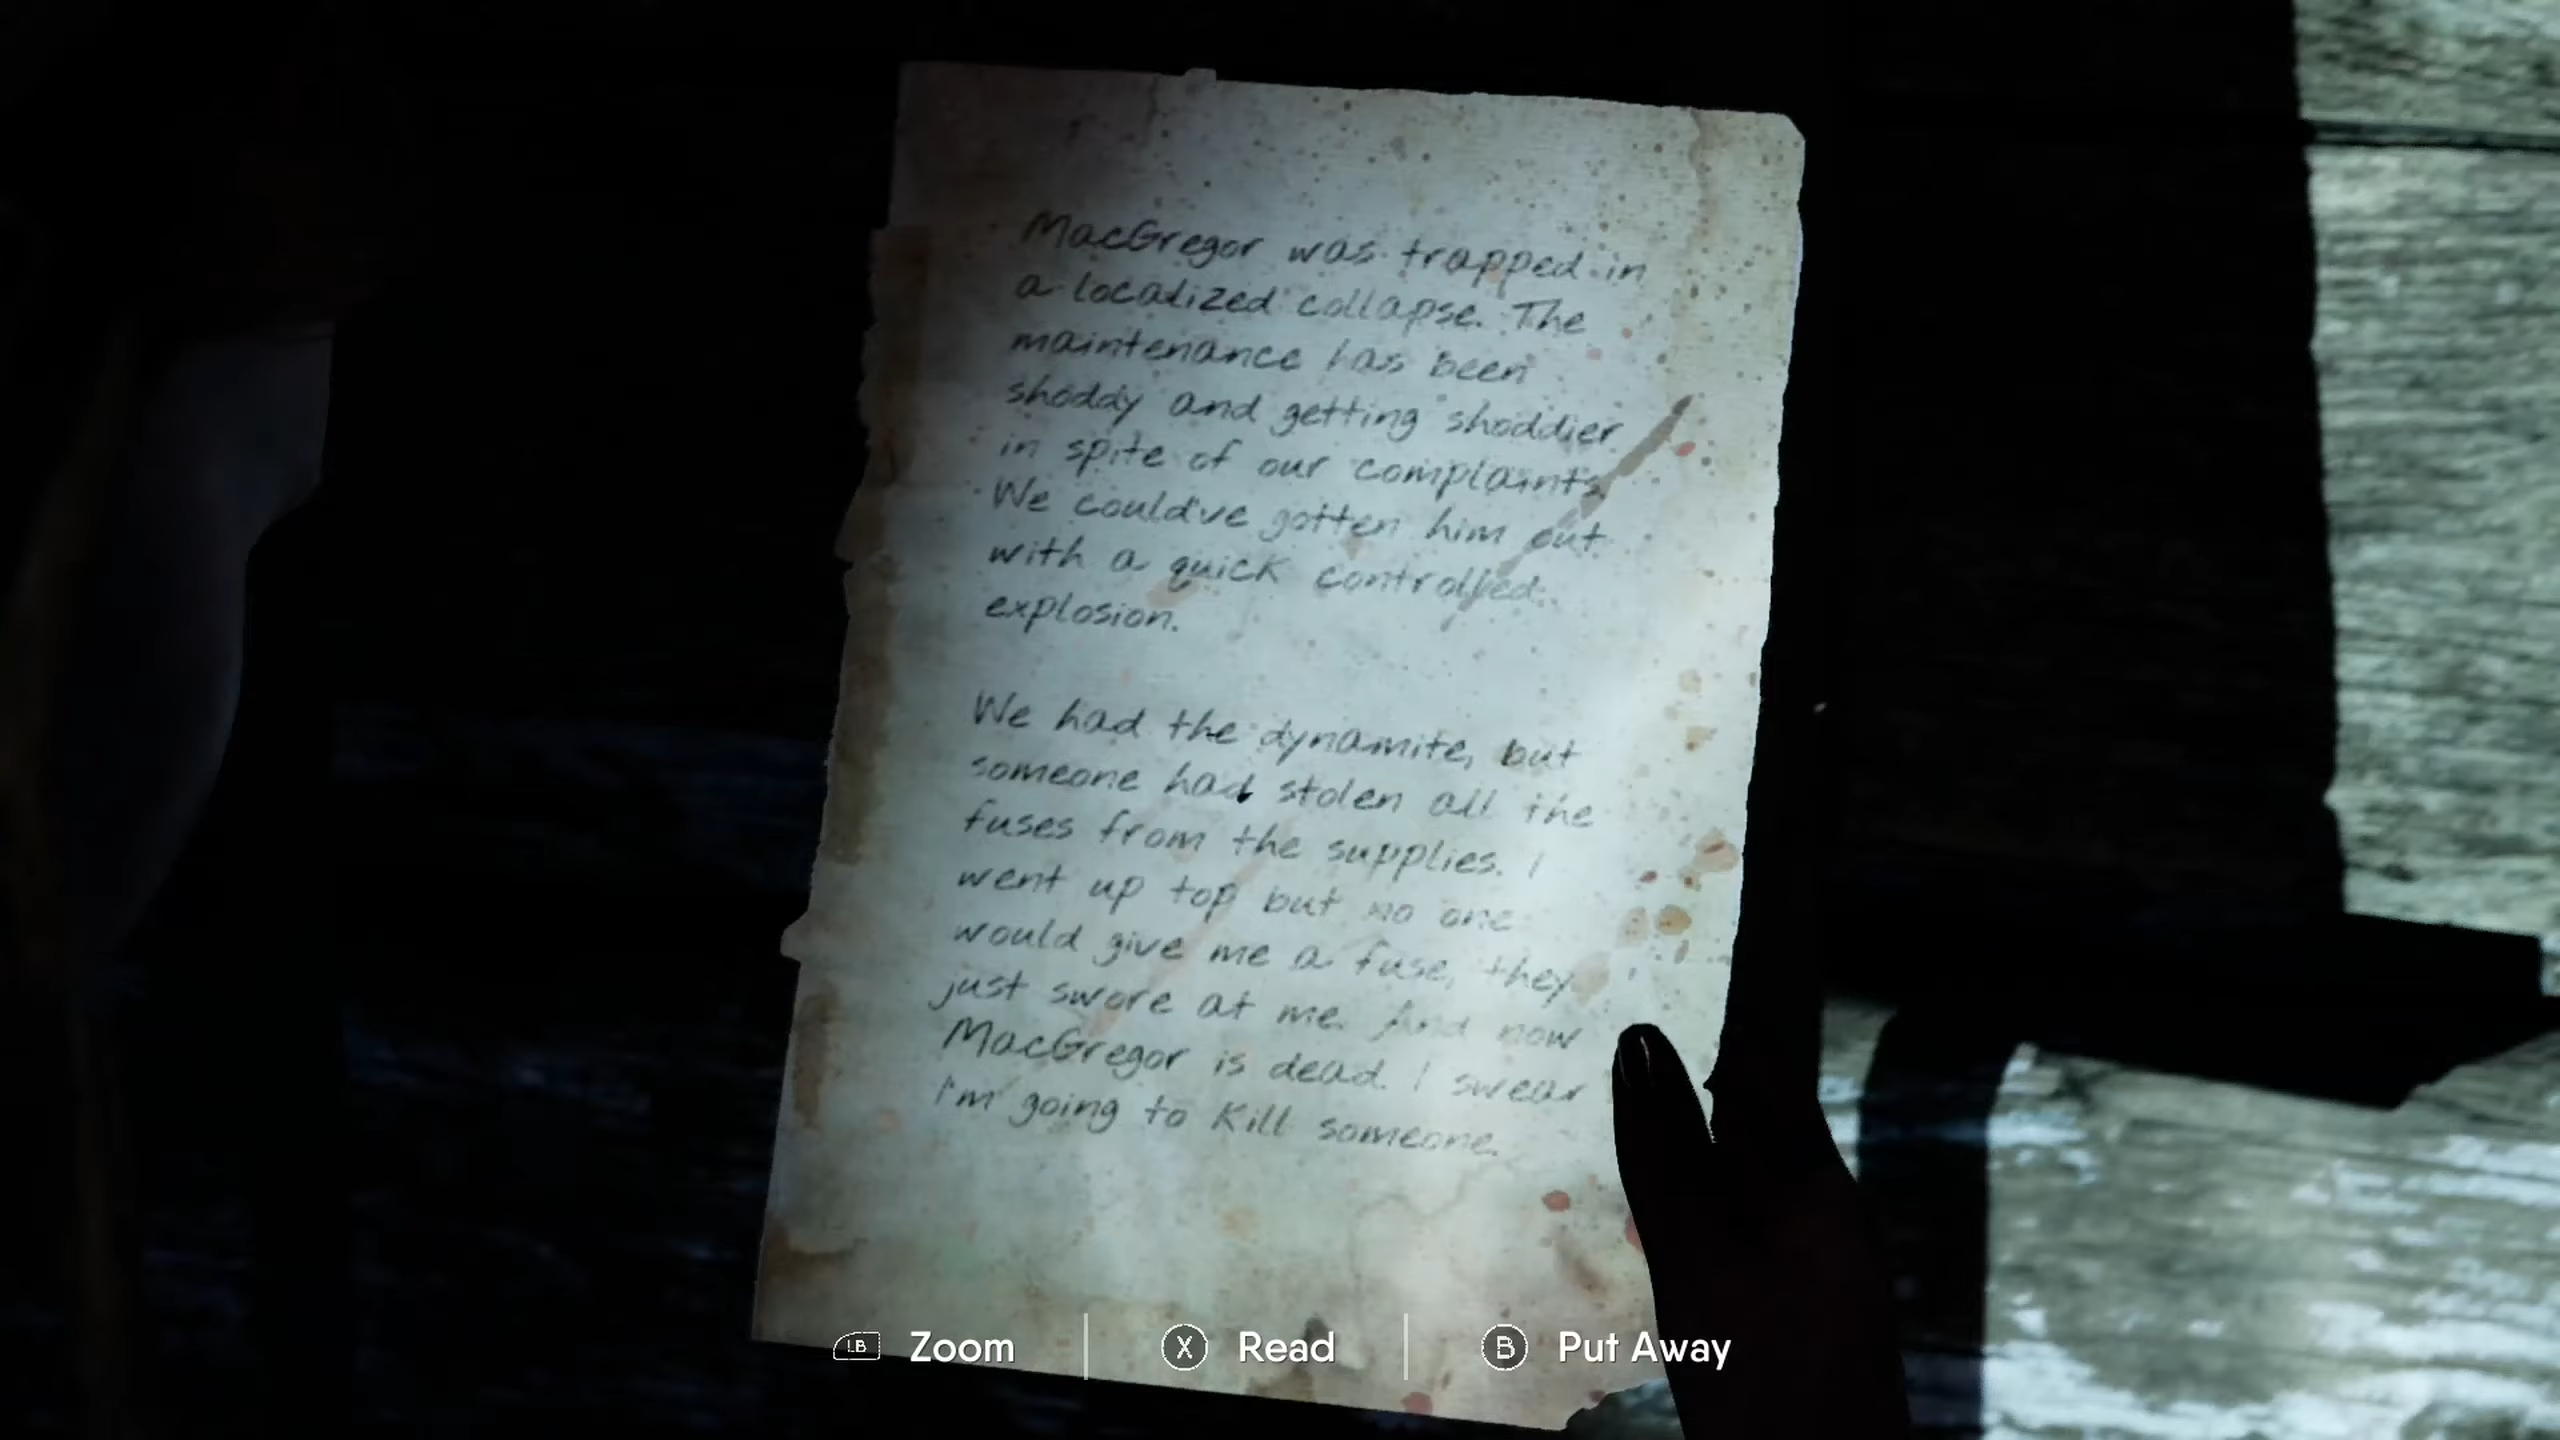 MacGregor was trapped in
a localized collapse. The
maintenance has been
shoddy and getting shoddier
in spite of our complaints.
We could've gotten him out
with a quick controlled
explosion.
We had the dynamite, but
someone had stolen all the
fuses from the supplies. I
went up top but no one
would give me a fuse, they
just swore at me. And now
MacGregor is dead. I swear
I'm going to kill someone.
LB Zoom X Read B Put Away